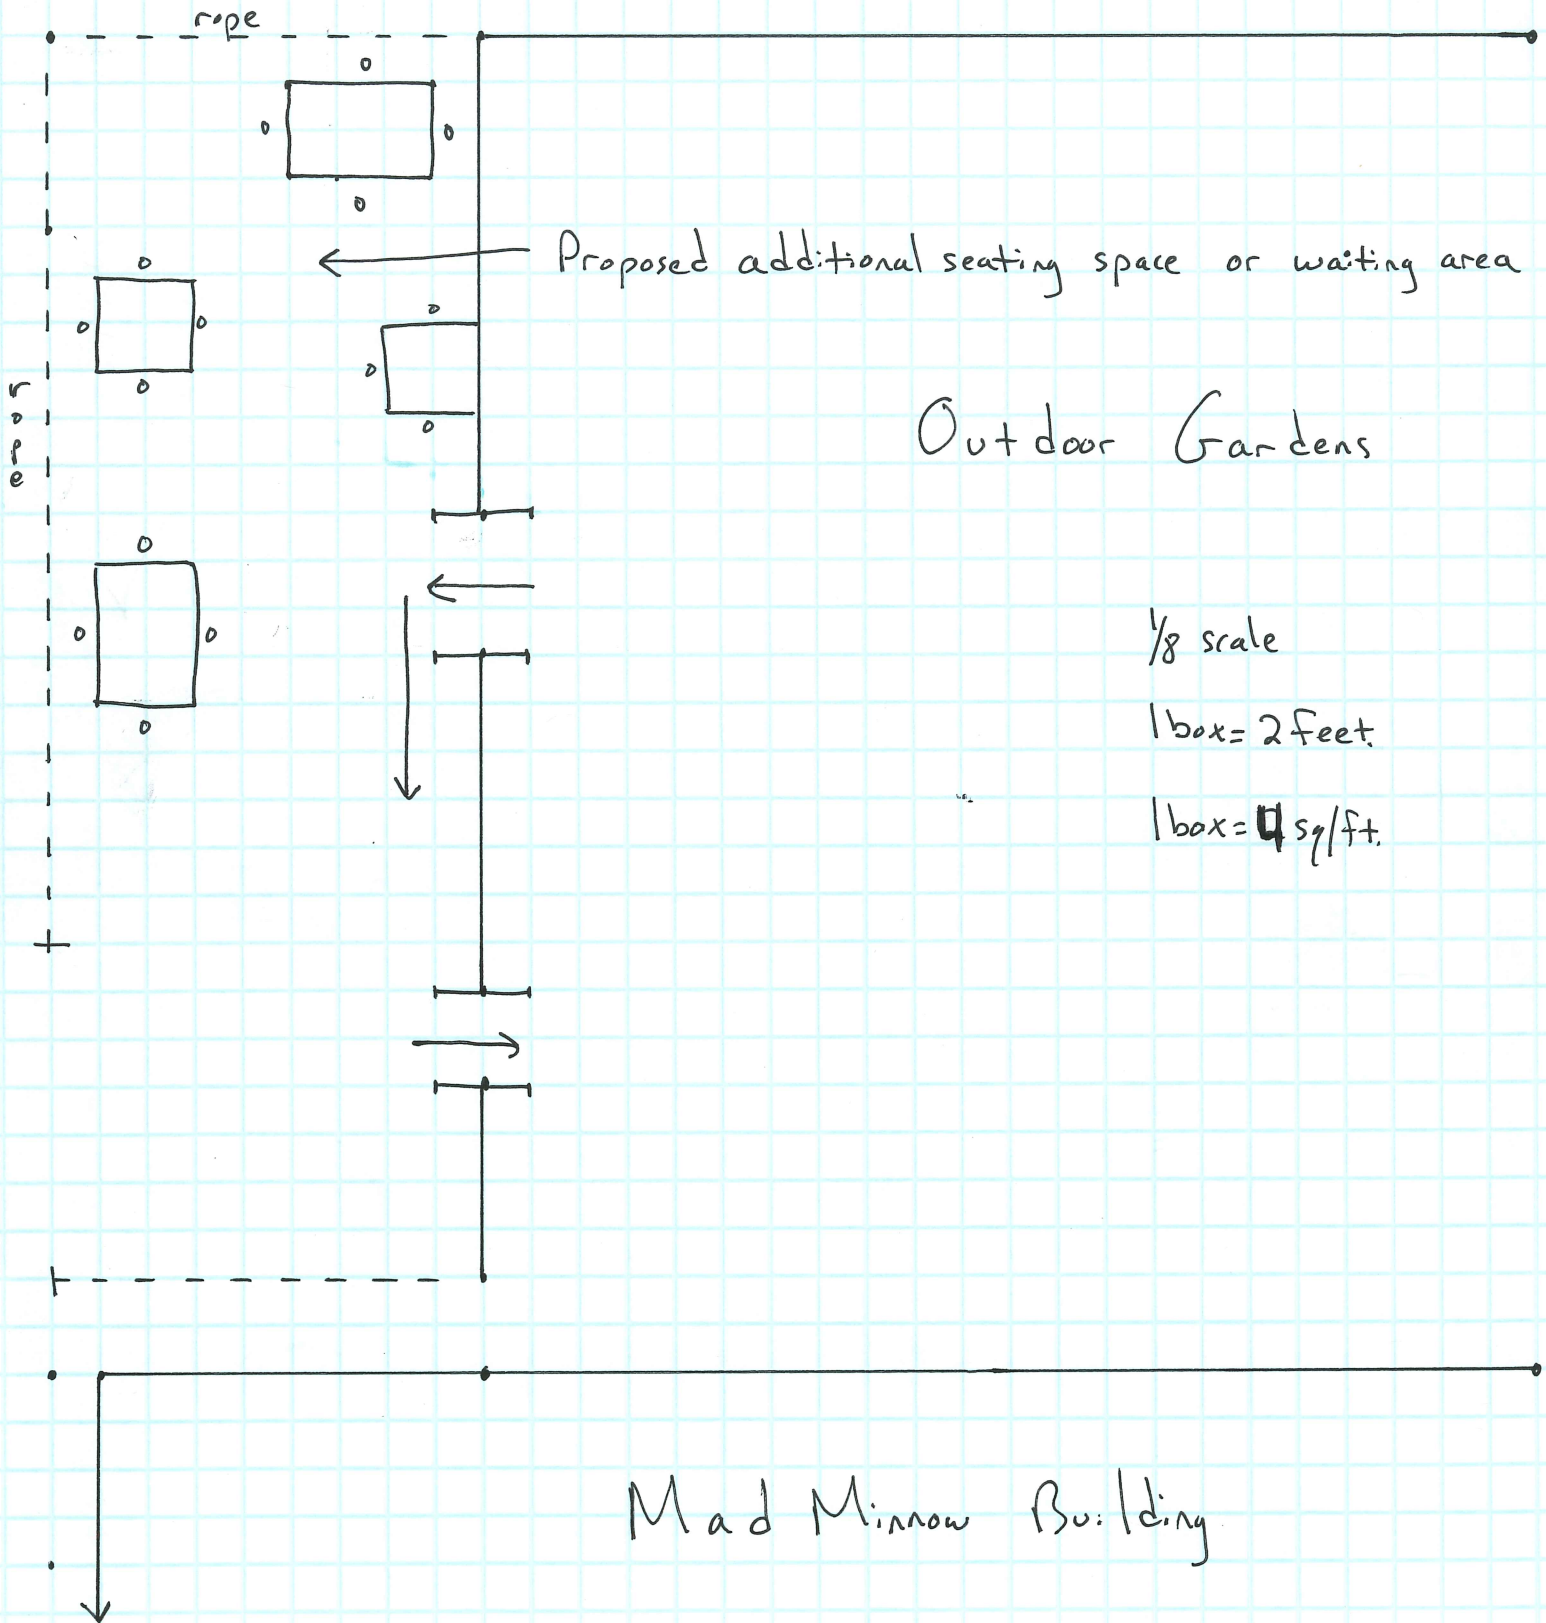 rope
Proposed additional seating space or waiting area
rope
Outdoor Gardens
1/8 scale
1 box = 2 feet.
1 box = 4 sq/ft.
Mad Minnow Building